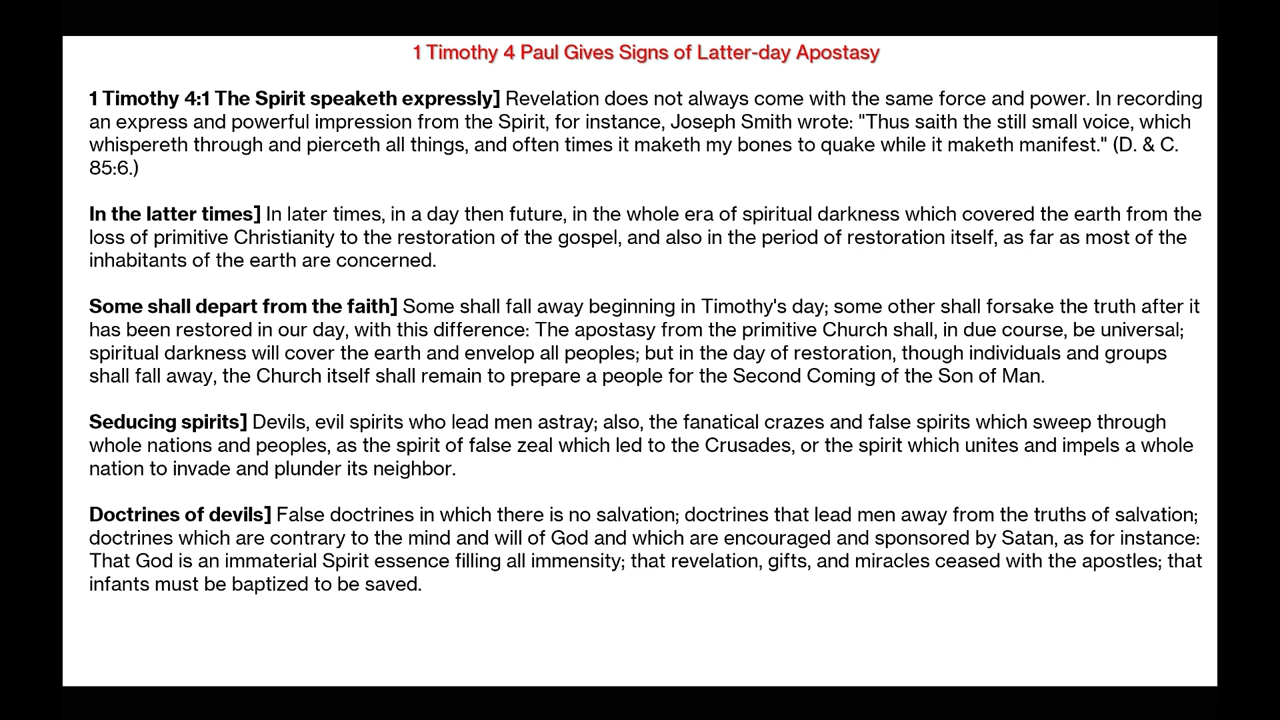 1 Timothy 4 Paul Gives Signs of Latter-day Apostasy
1 Timothy 4:1 The Spirit speaketh expressly] Revelation does not always come with the same force and power. In recording
an express and powerful impression from the Spirit, for instance, Joseph Smith wrote: "Thus saith the still small voice, which
whispereth through and pierceth all things, and often times it maketh my bones to quake while it maketh manifest." (D. & C.
85:6.)
In the latter times] In later times, in a day then future, in the whole era of spiritual darkness which covered the earth from the
loss of primitive Christianity to the restoration of the gospel, and also in the period of restoration itself, as far as most of the
inhabitants of the earth are concerned.
Some shall depart from the faith] Some shall fall away beginning in Timothy's day; some other shall forsake the truth after it
has been restored in our day, with this difference: The apostasy from the primitive Church shall, in due course, be universal;
spiritual darkness will cover the earth and envelop all peoples; but in the day of restoration, though individuals and groups
shall fall away, the Church itself shall remain to prepare a people for the Second Coming of the Son of Man.
Seducing spirits] Devils, evil spirits who lead men astray; also, the fanatical crazes and false spirits which sweep through
whole nations and peoples, as the spirit of false zeal which led to the Crusades, or the spirit which unites and impels a whole
nation to invade and plunder its neighbor.
Doctrines of devils] False doctrines in which there is no salvation; doctrines that lead men away from the truths of salvation;
doctrines which are contrary to the mind and will of God and which are encouraged and sponsored by Satan, as for instance:
That God is an immaterial Spirit essence filling all immensity; that revelation, gifts, and miracles ceased with the apostles; that
infants must be baptized to be saved.